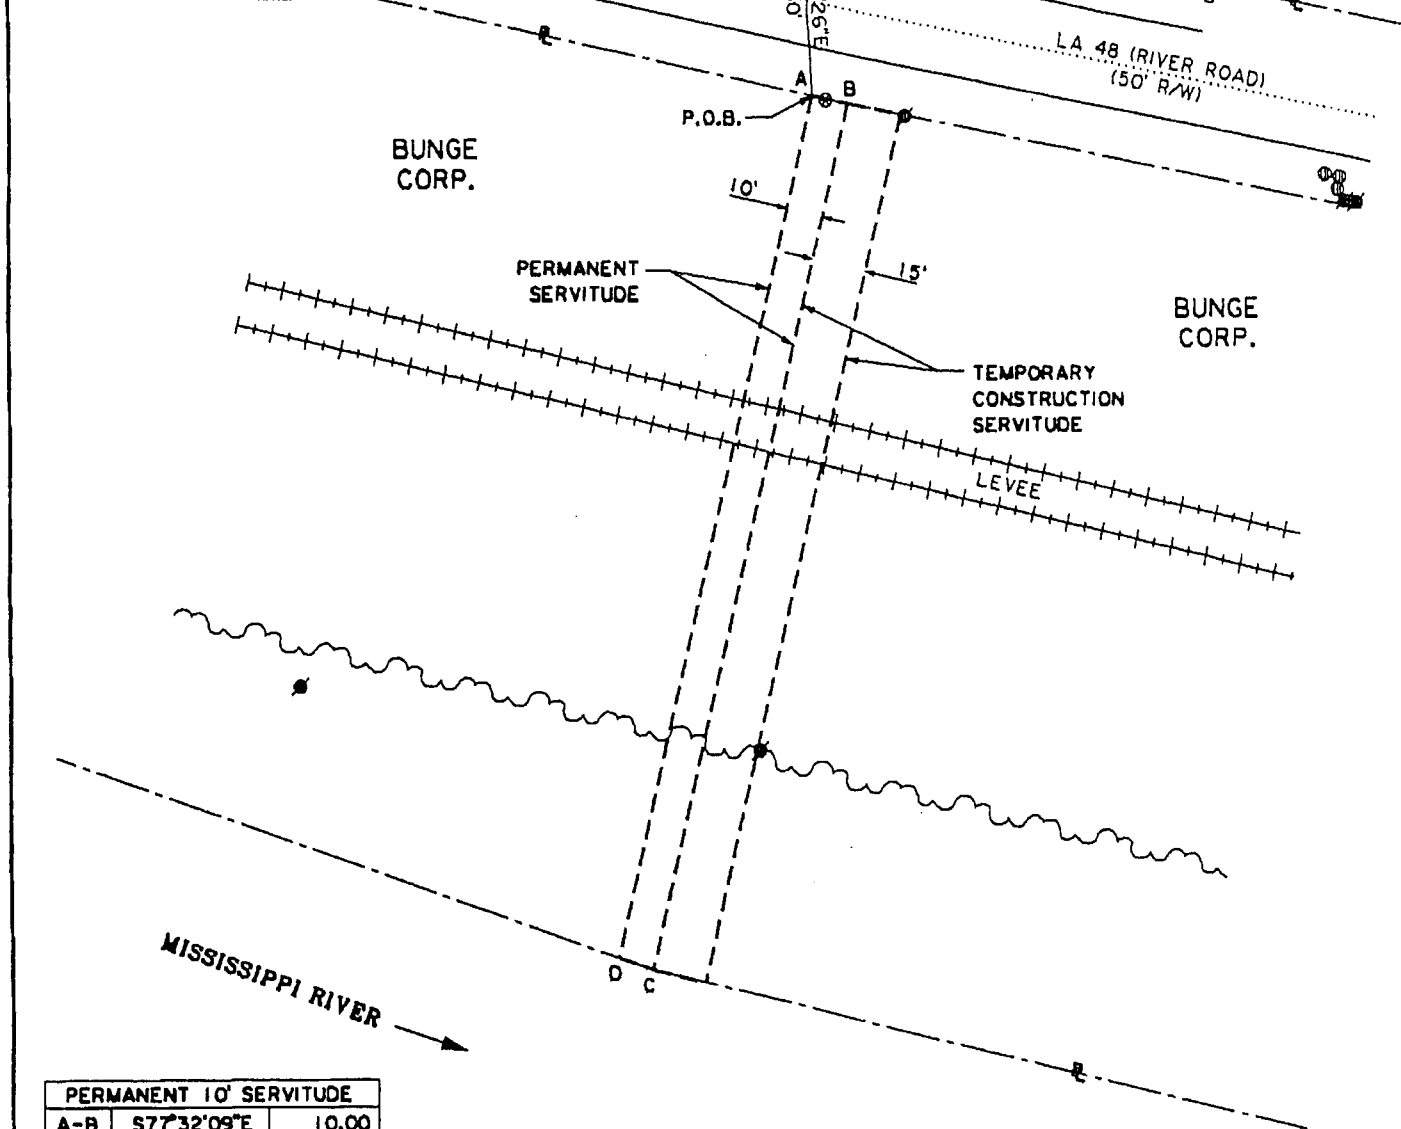 26"E
0'
LA 48 (RIVER ROAD)
(50' R/W)
A
B
P.O.B.
BUNGE
CORP.
10'
PERMANENT
SERVITUDE
15'
BUNGE
CORP.
TEMPORARY
CONSTRUCTION
SERVITUDE
LEVEE
D
C
MISSISSIPPI RIVER
PERMANENT 10' SERVITUDE
A-B S77°32'09"E 10.00